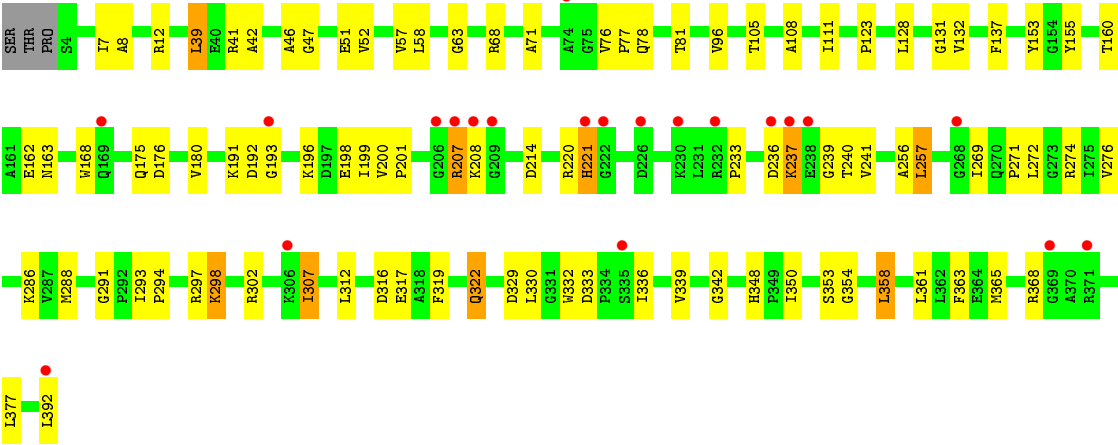 SER THR PRO S4 I7 A8 R12 L39 E40 R41 A42 A46 G47 E51 V52 V57 L58 G63 R68 A71 A74 G75 V76 P77 Q78 T81 V96 T105 A108 I111 P123 L128 G131 V132 F137 Y153 G154 Y155 T160
A161 E162 N163 W168 Q169 Q175 D176 V180 K191 D192 G193 K196 D197 E198 I199 V200 P201 G206 R207 K208 G209 D214 R220 H221 G222 D226 K230 L231 R232 P233 D236 K237 E238 G239 T240 V241 A256 L257 G268 I269 Q270 P271 L272 G273 R274 I275 V276
K286 V287 M288 G291 P292 I293 P294 R297 K298 R302 K306 I307 L312 D316 E317 A318 F319 Q322 D329 L330 G331 W332 D333 P334 S335 I336 V339 G342 H348 P349 I350 S353 G354 L358 L361 L362 F363 E364 M365 R368 G369 A370 R371
L377 L392